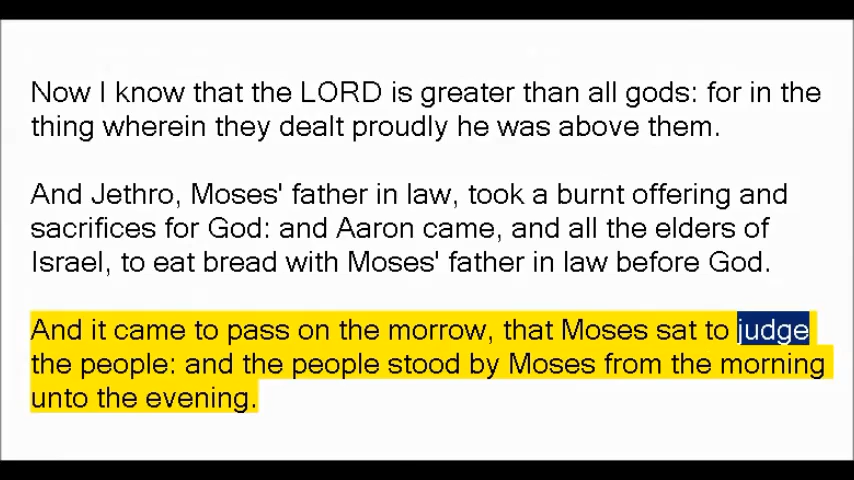 Now I know that the LORD is greater than all gods: for in the
thing wherein they dealt proudly he was above them.
And Jethro, Moses' father in law, took a burnt offering and
sacrifices for God: and Aaron came, and all the elders of
Israel, to eat bread with Moses' father in law before God.
And it came to pass on the morrow, that Moses sat to judge
the people: and the people stood by Moses from the morning
unto the evening.